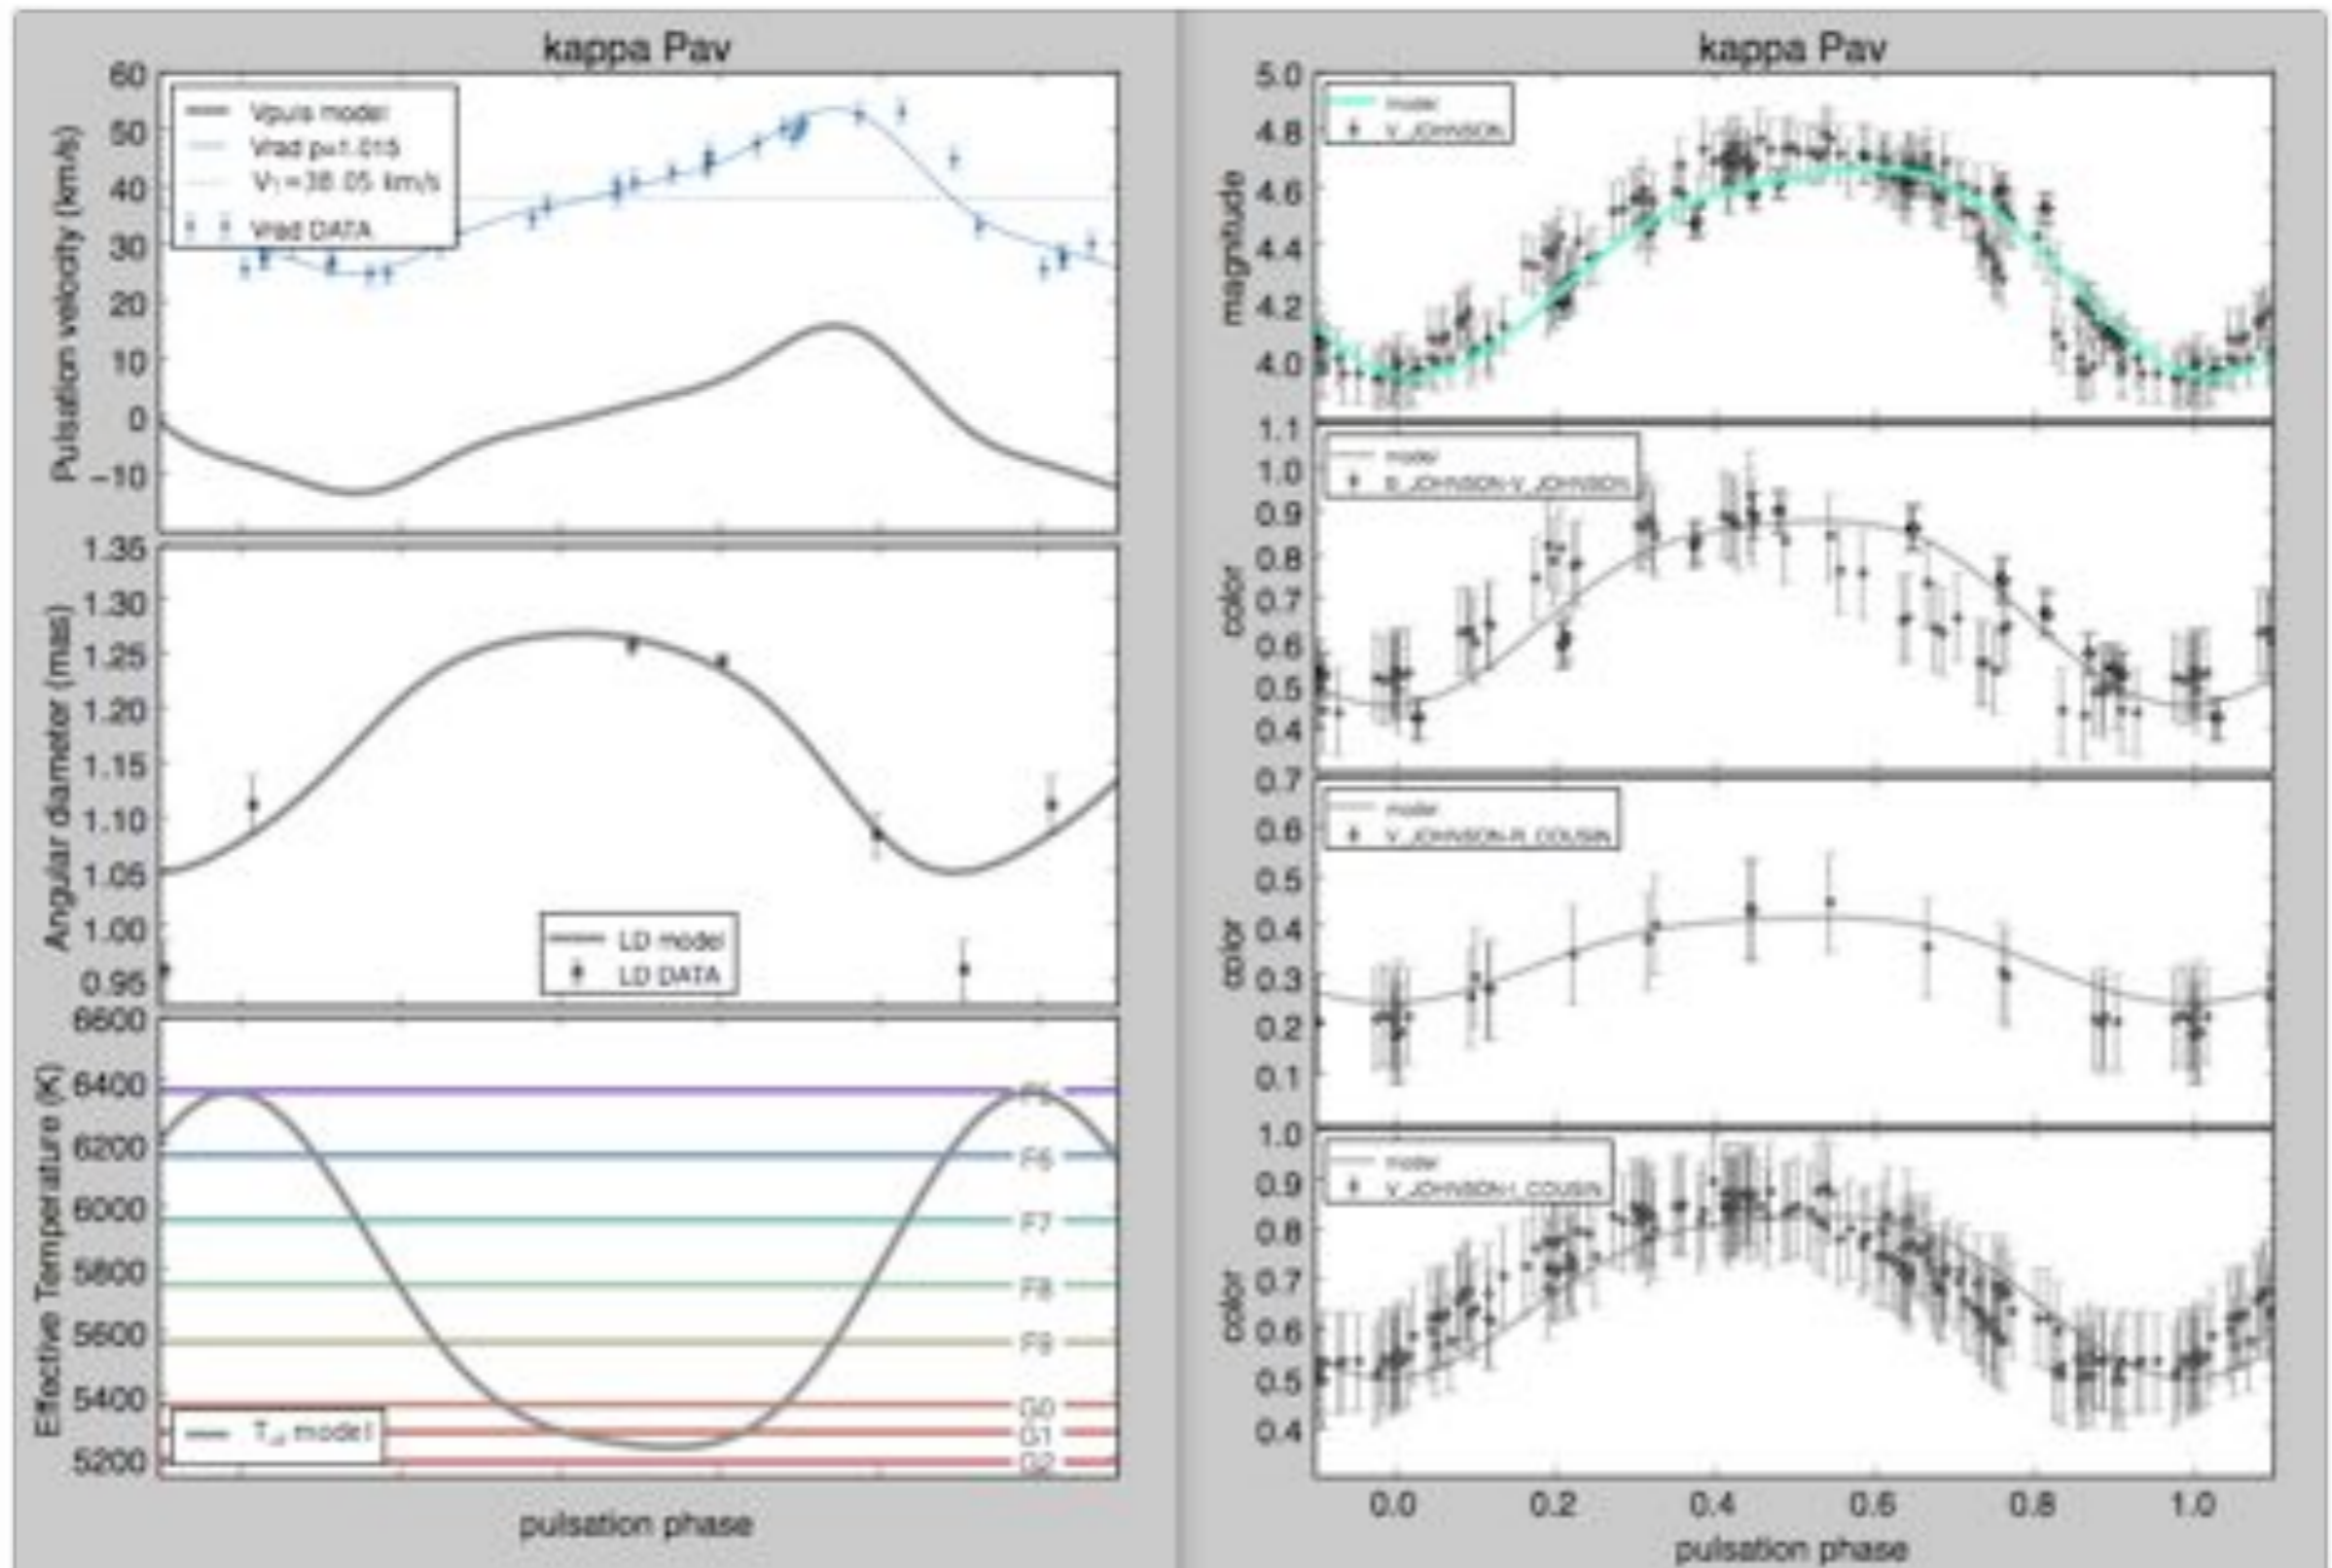 kappa Pav
60
50
40
30
20
10
0
−10
Pulsation velocity (km/s)
Vpuls model
Vrad p=1.015
Vγ=38.05 km/s
Vrad DATA
1.35
1.30
1.25
1.20
1.15
1.10
1.05
1.00
0.95
Angular diameter (mas)
LD model
LD DATA
6600
6400
6200
6000
5800
5600
5400
5200
Effective Temperature (K)
F6
F7
F8
F9
G0
G1
G2
model
pulsation phase
kappa Pav
5.0
4.8
4.6
4.4
4.2
4.0
magnitude
model
V_JOHNSON
1.1
1.0
0.9
0.8
0.7
0.6
0.5
0.4
color
model
B_JOHNSON-V_JOHNSON
0.7
0.6
0.5
0.4
0.3
0.2
0.1
color
model
V_JOHNSON-R_COUSIN
1.0
0.9
0.8
0.7
0.6
0.5
0.4
color
model
V_JOHNSON-I_COUSIN
0.0 0.2 0.4 0.6 0.8 1.0
pulsation phase